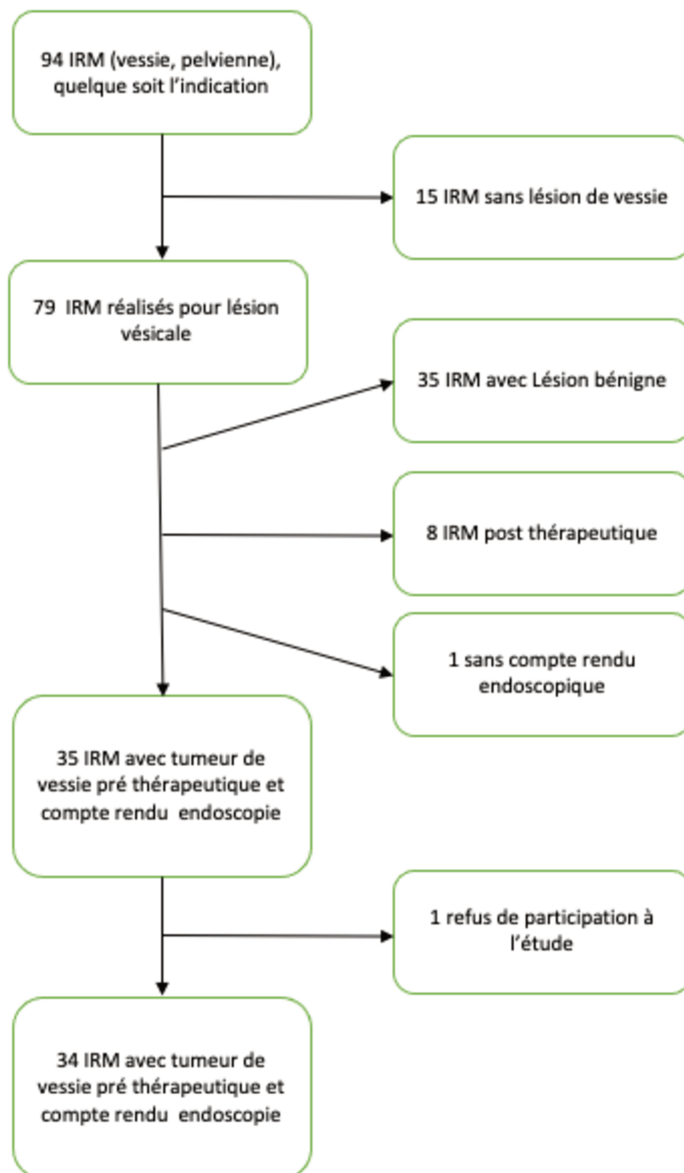 94 IRM (vessie, pelvienne),
quelque soit l'indication
15 IRM sans lésion de vessie
79 IRM réalisés pour lésion
vésicale
35 IRM avec Lésion bénigne
8 IRM post thérapeutique
1 sans compte rendu
endoscopique
35 IRM avec tumeur de
vessie pré thérapeutique et
compte rendu endoscopie
1 refus de participation à
l'étude
34 IRM avec tumeur de
vessie pré thérapeutique et
compte rendu endoscopie